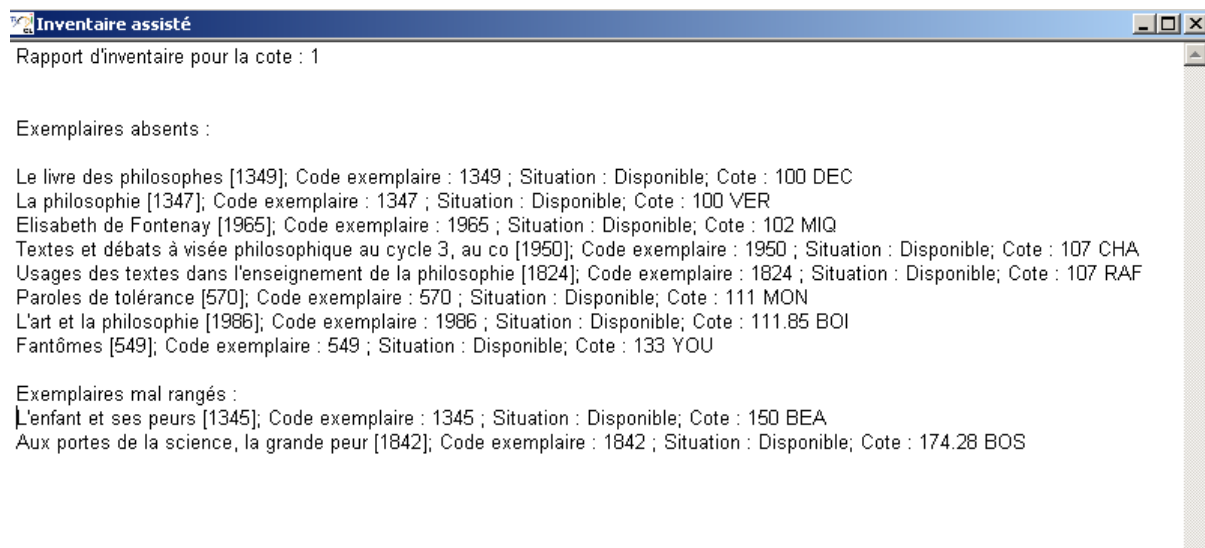 Inventaire assisté
Rapport d'inventaire pour la cote : 1
Exemplaires absents :
Le livre des philosophes [1349]; Code exemplaire : 1349 ; Situation : Disponible; Cote : 100 DEC
La philosophie [1347]; Code exemplaire : 1347 ; Situation : Disponible; Cote : 100 VER
Elisabeth de Fontenay [1965]; Code exemplaire : 1965 ; Situation : Disponible; Cote : 102 MIQ
Textes et débats à visée philosophique au cycle 3, au co [1950]; Code exemplaire : 1950 ; Situation : Disponible; Cote : 107 CHA
Usages des textes dans l'enseignement de la philosophie [1824]; Code exemplaire : 1824 ; Situation : Disponible; Cote : 107 RAF
Paroles de tolérance [570]; Code exemplaire : 570 ; Situation : Disponible; Cote : 111 MON
L'art et la philosophie [1986]; Code exemplaire : 1986 ; Situation : Disponible; Cote : 111.85 BOI
Fantômes [549]; Code exemplaire : 549 ; Situation : Disponible; Cote : 133 YOU
Exemplaires mal rangés :
L'enfant et ses peurs [1345]; Code exemplaire : 1345 ; Situation : Disponible; Cote : 150 BEA
Aux portes de la science, la grande peur [1842]; Code exemplaire : 1842 ; Situation : Disponible; Cote : 174.28 BOS